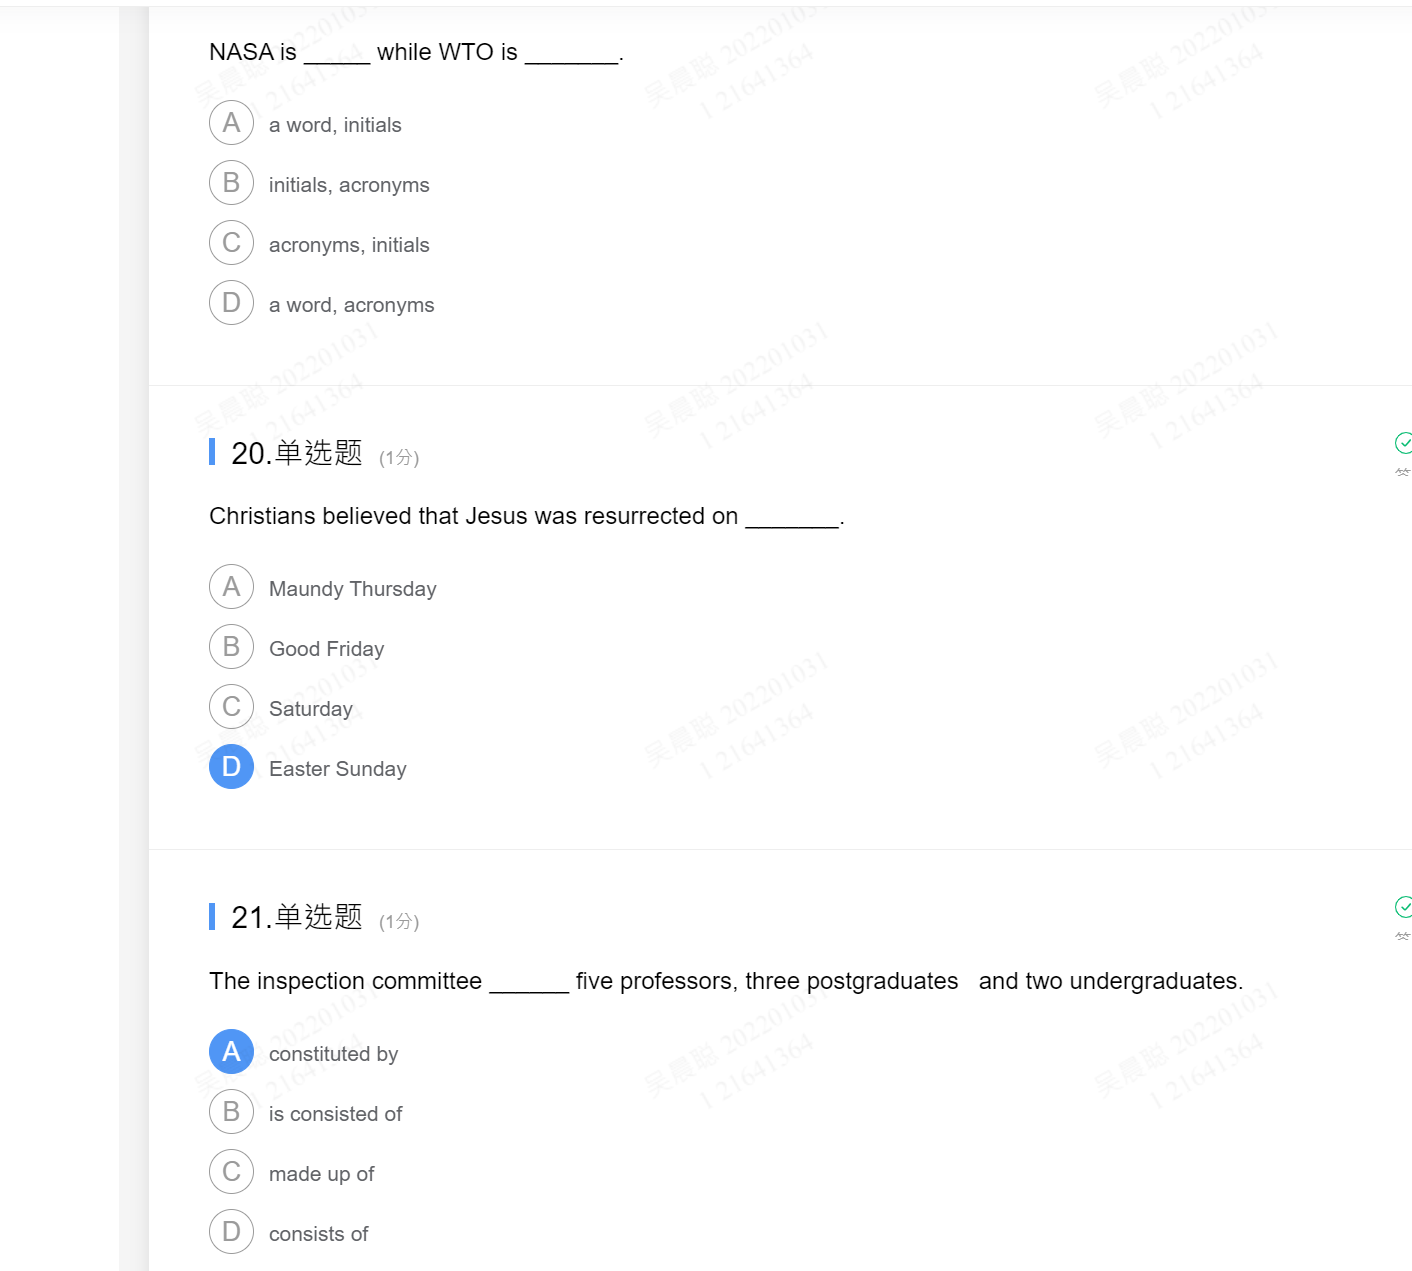 NASA is _____ while WTO is _______.
A a word, initials
B initials, acronyms
C acronyms, initials
D a word, acronyms
20.单选题 (1分)
Christians believed that Jesus was resurrected on _______.
A Maundy Thursday
B Good Friday
C Saturday
D Easter Sunday
21.单选题 (1分)
The inspection committee ______ five professors, three postgraduates and two undergraduates.
A constituted by
B is consisted of
C made up of
D consists of
吴晨聪 202201031
1 21641364